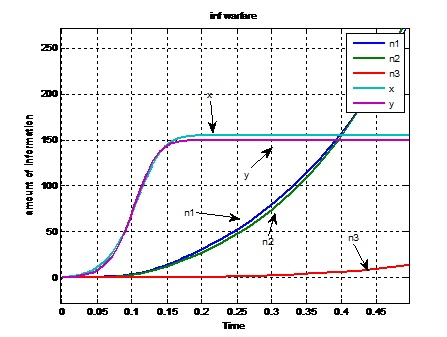 inf warfare
250
200
150
100
50
0
amount of information
n1
n2
n3
x
y
x
y
n1
n2
n3
0 0.05 0.1 0.15 0.2 0.25 0.3 0.35 0.4 0.45
Time